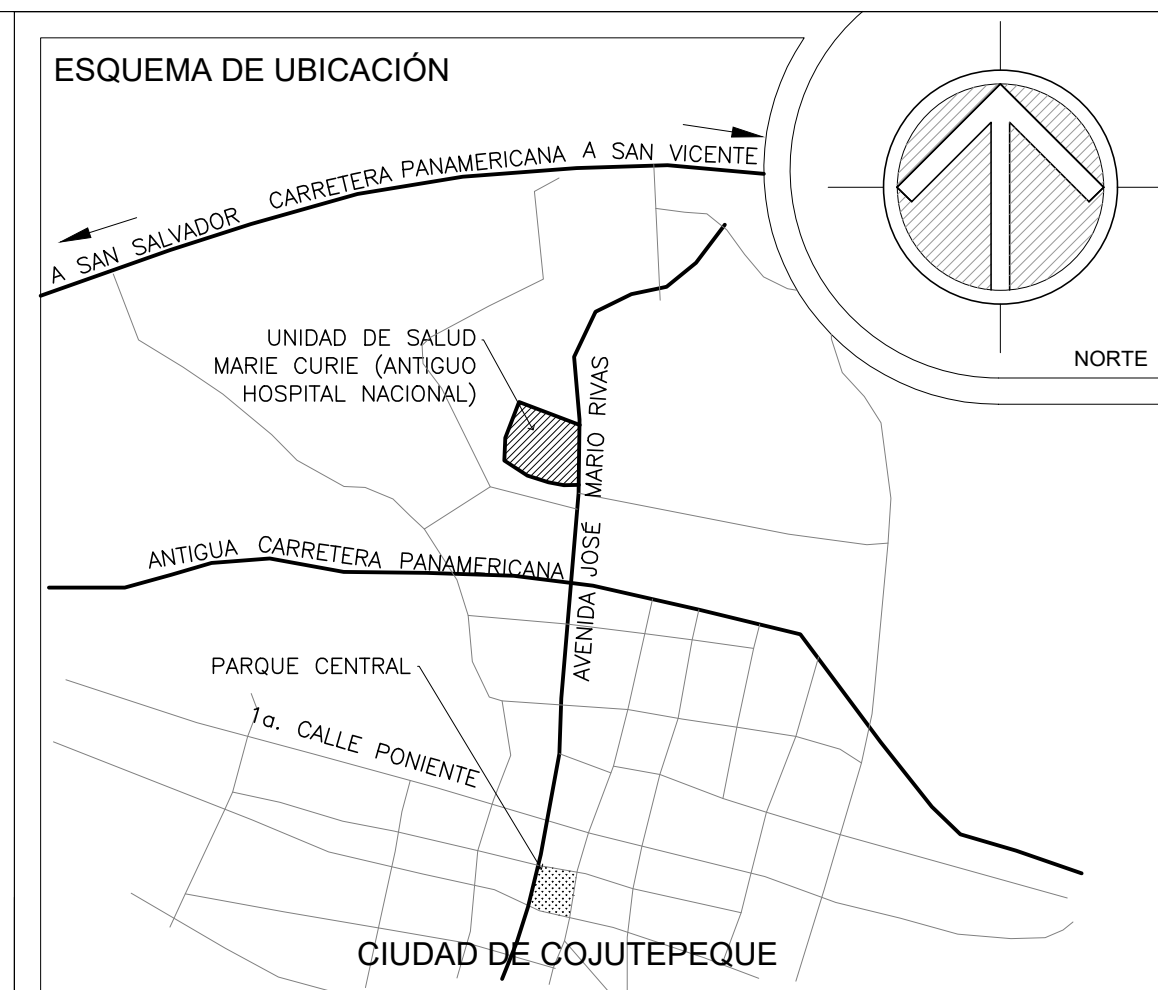 ESQUEMA DE UBICACIÓN
A SAN SALVADOR
CARRETERA PANAMERICANA
A SAN VICENTE
NORTE
UNIDAD DE SALUD
MARIE CURIE (ANTIGUO
HOSPITAL NACIONAL)
AVENIDA JOSÉ MARIO RIVAS
ANTIGUA CARRETERA PANAMERICANA
PARQUE CENTRAL
1a. CALLE PONIENTE
CIUDAD DE COJUTEPEQUE